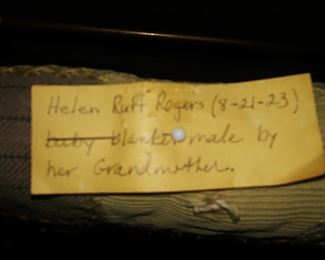 Helen Ruff Rogers (8-21-23)
baby blanket made by
her Grandmother.